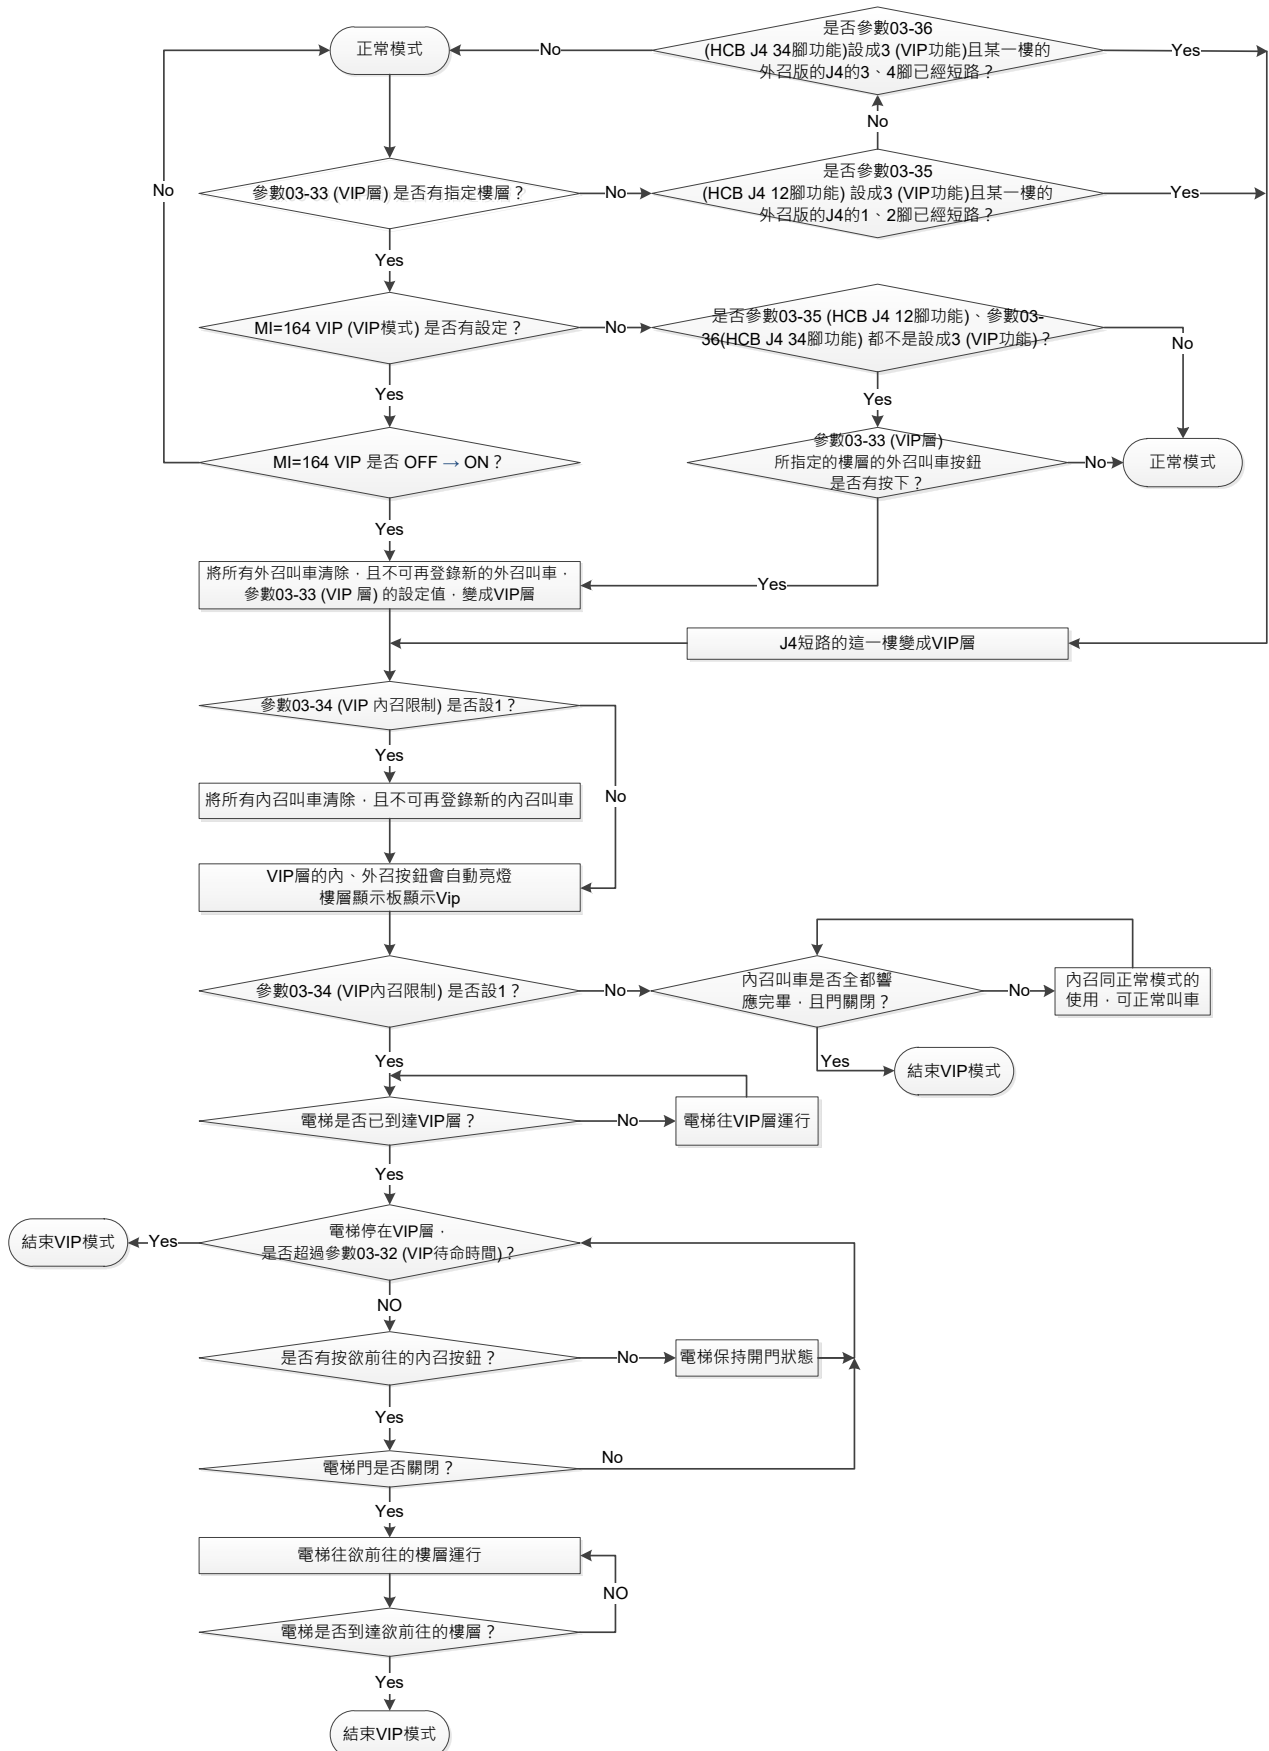 正常模式
No
是否參數03-36
(HCB J4 34腳功能)設成3 (VIP功能)且某一樓的
外召版的J4的3、4腳已經短路？
Yes
No
No
參數03-33 (VIP層) 是否有指定樓層？
No
是否參數03-35
(HCB J4 12腳功能) 設成3 (VIP功能)且某一樓的
外召版的J4的1、2腳已經短路？
Yes
Yes
MI=164 VIP (VIP模式) 是否有設定？
No
是否參數03-35 (HCB J4 12腳功能)、參數03-
36(HCB J4 34腳功能) 都不是設成3 (VIP功能)？
No
Yes
Yes
MI=164 VIP 是否 OFF → ON？
參數03-33 (VIP層)
所指定的樓層的外召叫車按鈕
是否有按下？
No
正常模式
Yes
將所有外召叫車清除，且不可再登錄新的外召叫車，
參數03-33 (VIP 層) 的設定值，變成VIP層
Yes
J4短路的這一樓變成VIP層
參數03-34 (VIP 內召限制) 是否設1？
Yes
No
將所有內召叫車清除，且不可再登錄新的內召叫車
VIP層的內、外召按鈕會自動亮燈
樓層顯示板顯示Vip
參數03-34 (VIP內召限制) 是否設1？
No
內召叫車是否全都響
應完畢，且門關閉？
No
內召同正常模式的
使用，可正常叫車
Yes
Yes
結束VIP模式
電梯是否已到達VIP層？
No
電梯往VIP層運行
Yes
結束VIP模式
Yes
電梯停在VIP層，
是否超過參數03-32 (VIP待命時間)？
NO
是否有按欲前往的內召按鈕？
No
電梯保持開門狀態
Yes
電梯門是否關閉？
No
Yes
電梯往欲前往的樓層運行
NO
電梯是否到達欲前往的樓層？
Yes
結束VIP模式